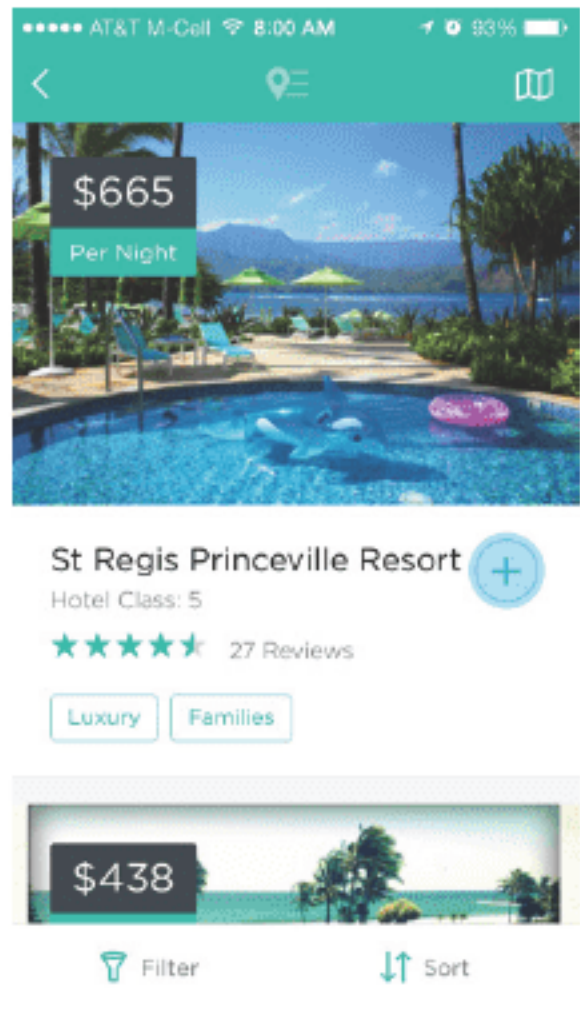 AT&T M-Cell 8:00 AM 93%
$665
Per Night
St Regis Princeville Resort
Hotel Class: 5
27 Reviews
Luxury Families
$438
Filter Sort